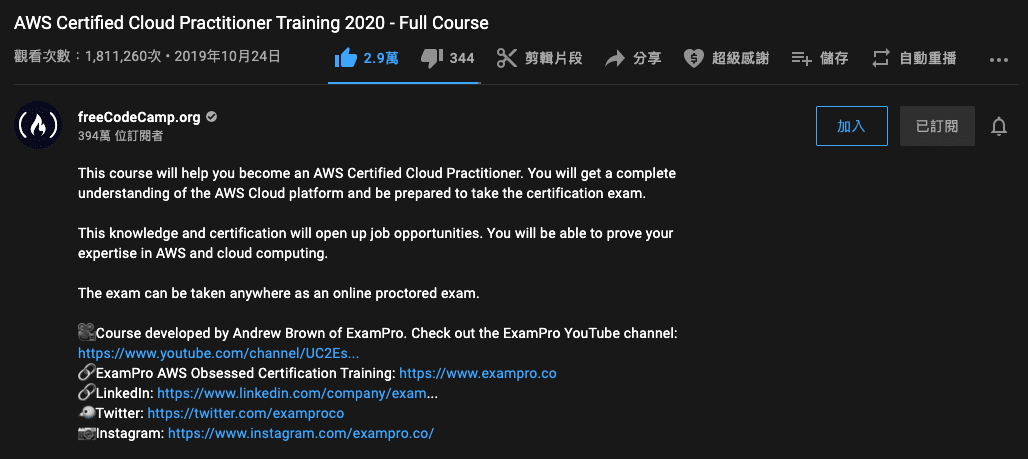 AWS Certified Cloud Practitioner Training 2020 - Full Course
觀看次數：1,811,260次・2019年10月24日
2.9萬 344 剪輯片段 分享 超級感謝 儲存 自動重播
freeCodeCamp.org
394萬 位訂閱者
加入 已訂閱
This course will help you become an AWS Certified Cloud Practitioner. You will get a complete
understanding of the AWS Cloud platform and be prepared to take the certification exam.
This knowledge and certification will open up job opportunities. You will be able to prove your
expertise in AWS and cloud computing.
The exam can be taken anywhere as an online proctored exam.
🎥Course developed by Andrew Brown of ExamPro. Check out the ExamPro YouTube channel:
https://www.youtube.com/channel/UC2Es...
🔗ExamPro AWS Obsessed Certification Training: https://www.exampro.co
🔗LinkedIn: https://www.linkedin.com/company/exam...
🐦Twitter: https://twitter.com/examproco
📸Instagram: https://www.instagram.com/exampro.co/